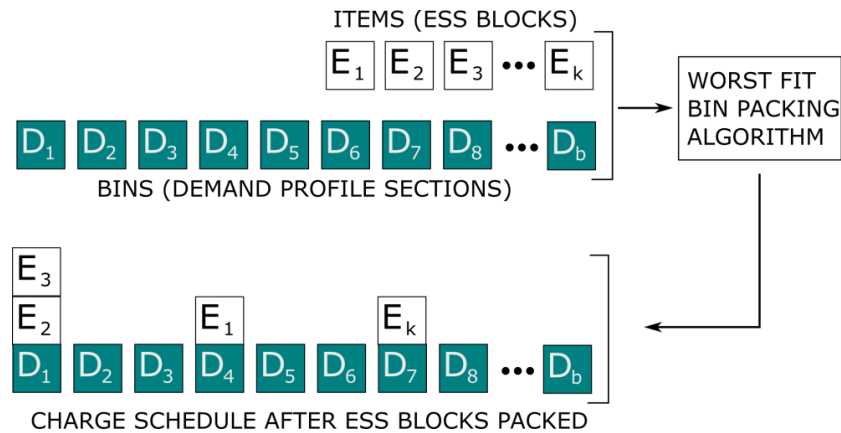 ITEMS (ESS BLOCKS)
E₁ E₂ E₃ ••• Eₖ
WORST FIT
BIN PACKING
ALGORITHM
D₁ D₂ D₃ D₄ D₅ D₆ D₇ D₈ ••• D_b
BINS (DEMAND PROFILE SECTIONS)
E₃
E₂ E₁ Eₖ
D₁ D₂ D₃ D₄ D₅ D₆ D₇ D₈ ••• D_b
CHARGE SCHEDULE AFTER ESS BLOCKS PACKED